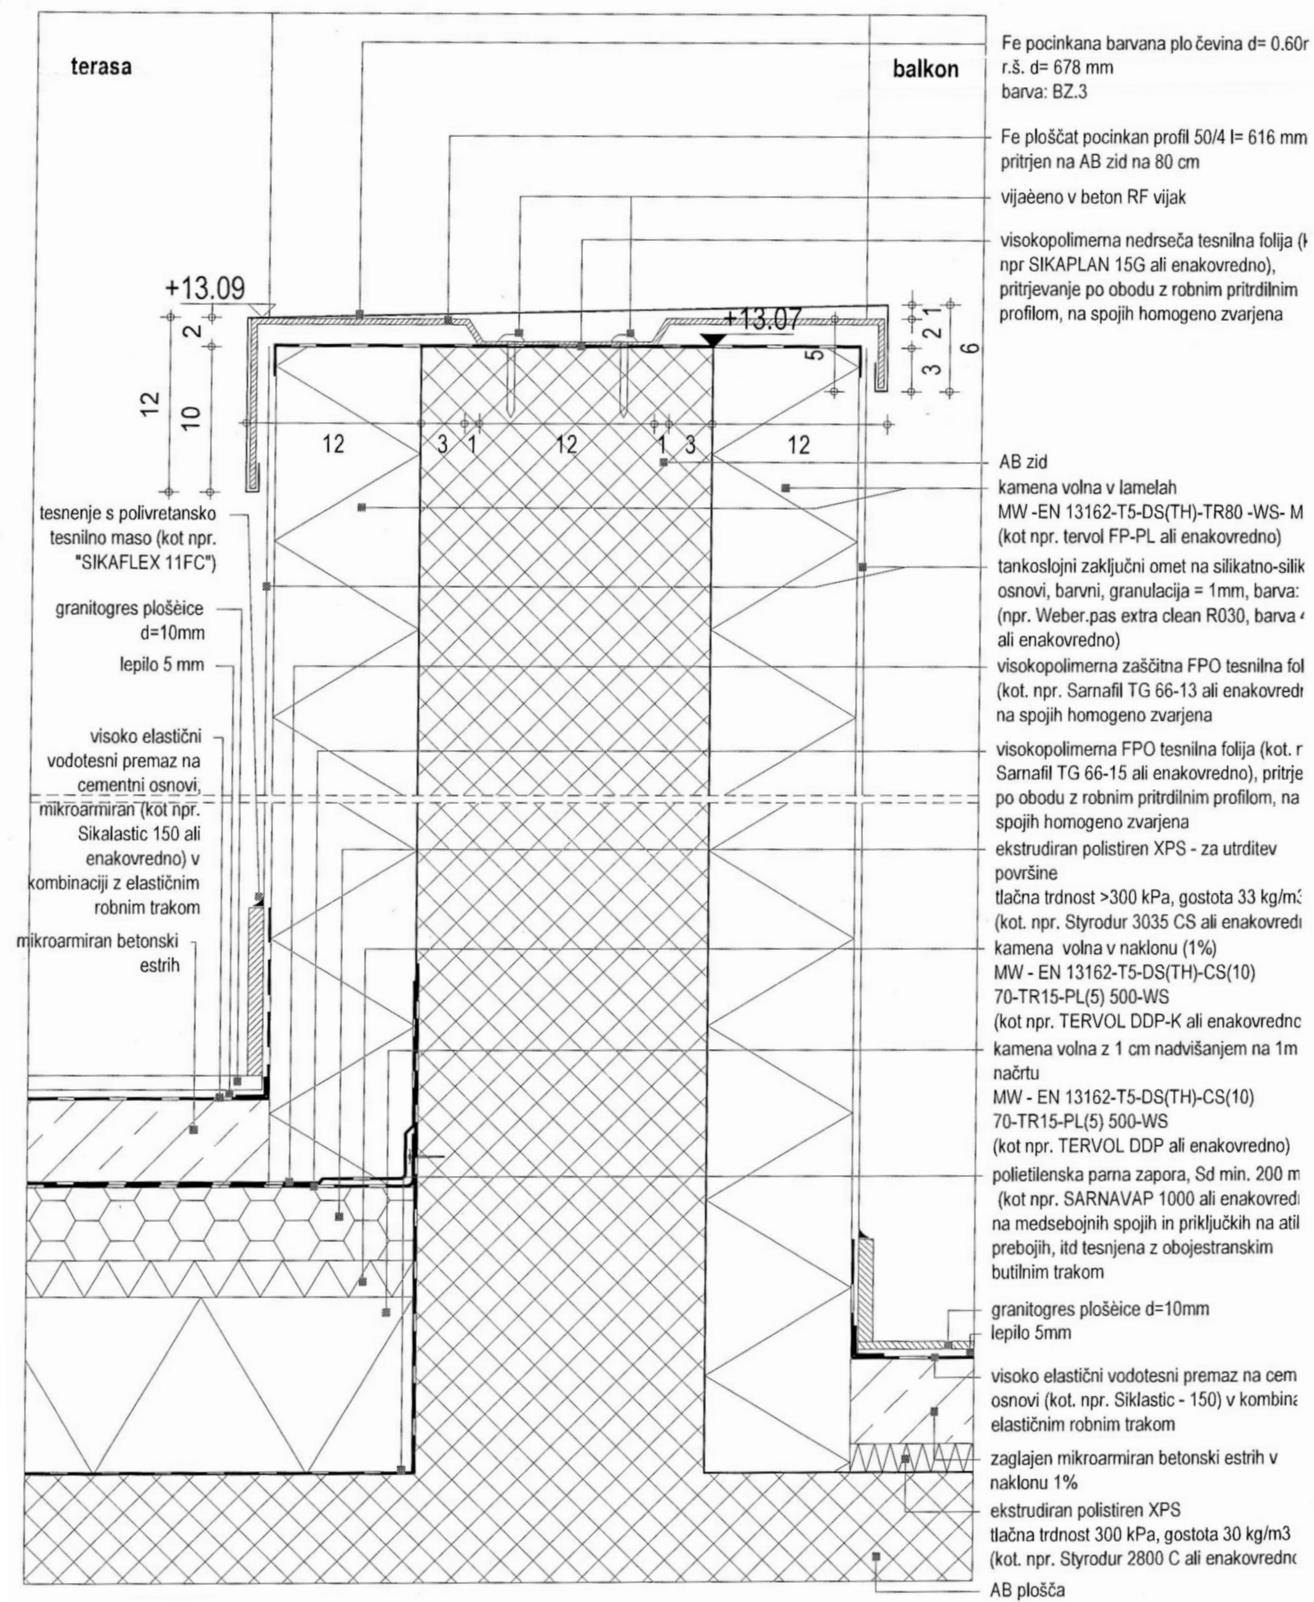 terasa
balkon
Fe pocinkana barvana plo čevina d= 0.60
r.š. d= 678 mm
barva: BZ.3
Fe ploščat pocinkan profil 50/4 l= 616 mm
pritrjen na AB zid na 80 cm
vijaèeno v beton RF vijak
visokopolimerna nedrseča tesnilna folija
npr SIKAPLAN 15G ali enakovredno),
pritrjevanje po obodu z robnim pritrdilnim
profilom, na spojih homogeno zvarjena
+13.09
+13.07
2
12
10
5
1
2
3
6
12
3
1
12
1
3
12
AB zid
kamena volna v lamelah
MW -EN 13162-T5-DS(TH)-TR80 -WS- M
(kot npr. tervol FP-PL ali enakovredno)
tankoslojni zaključni omet na silikatno-silik
osnovi, barvni, granulacija = 1mm, barva:
(npr. Weber.pas extra clean R030, barva
ali enakovredno)
visokopolimerna zaščitna FPO tesnilna fol
(kot. npr. Sarnafil TG 66-13 ali enakovredr
na spojih homogeno zvarjena
visokopolimerna FPO tesnilna folija (kot. r
Sarnafil TG 66-15 ali enakovredno), pritrje
po obodu z robnim pritrdilnim profilom, na
spojih homogeno zvarjena
ekstrudiran polistiren XPS - za utrditev
površine
tlačna trdnost >300 kPa, gostota 33 kg/m
(kot. npr. Styrodur 3035 CS ali enakovredi
kamena volna v naklonu (1%)
MW - EN 13162-T5-DS(TH)-CS(10)
70-TR15-PL(5) 500-WS
(kot npr. TERVOL DDP-K ali enakovrednc
kamena volna z 1 cm nadvišanjem na 1m
načrtu
MW - EN 13162-T5-DS(TH)-CS(10)
70-TR15-PL(5) 500-WS
(kot npr. TERVOL DDP ali enakovredno)
polietilenska parna zapora, Sd min. 200 m
(kot npr. SARNAVAP 1000 ali enakovredi
na medsebojnih spojih in priključkih na atil
prebojih, itd tesnjena z obojestranskim
butilnim trakom
granitogres plošèice d=10mm
lepilo 5mm
visoko elastični vodotesni premaz na cem
osnovi (kot. npr. Siklastic - 150) v kombina
elastičnim robnim trakom
zaglajen mikroarmiran betonski estrih v
naklonu 1%
ekstrudiran polistiren XPS
tlačna trdnost 300 kPa, gostota 30 kg/m3
(kot. npr. Styrodur 2800 C ali enakovrednc
AB plošča
tesnenje s polivretansko
tesnilno maso (kot npr.
"SIKAFLEX 11FC")
granitogres plošèice
d=10mm
lepilo 5 mm
visoko elastični
vodotesni premaz na
cementni osnovi,
mikroarmiran (kot npr.
Sikalastic 150 ali
enakovredno) v
kombinaciji z elastičnim
robnim trakom
mikroarmiran betonski
estrih